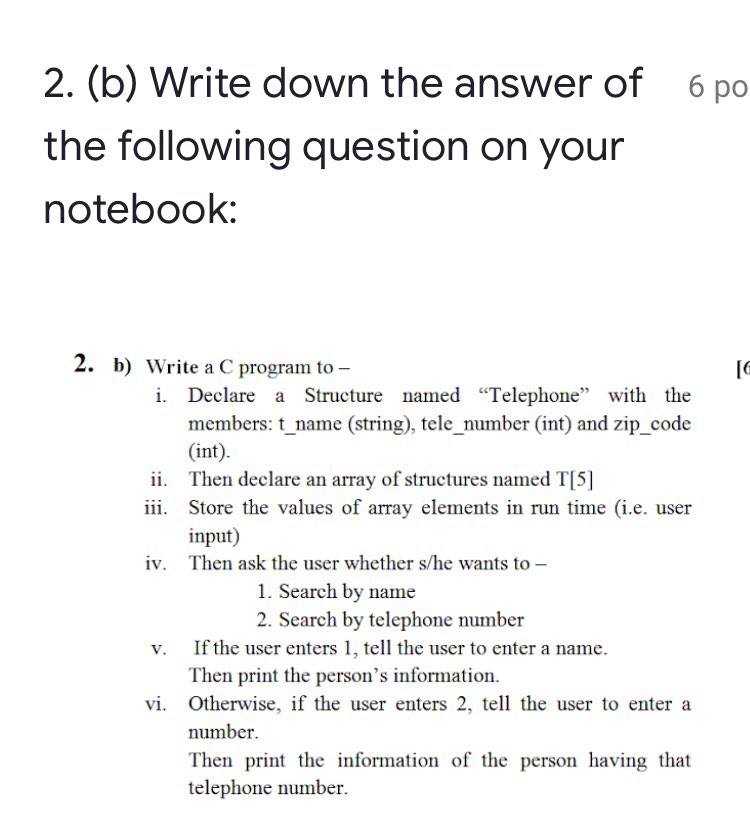 2. (b) Write down the answer of 6 po
the following question on your
notebook:
2. b) Write a C program to – [6
i. Declare a Structure named “Telephone” with the
members: t_name (string), tele_number (int) and zip_code
(int).
ii. Then declare an array of structures named T[5]
iii. Store the values of array elements in run time (i.e. user
input)
iv. Then ask the user whether s/he wants to –
1. Search by name
2. Search by telephone number
v. If the user enters 1, tell the user to enter a name.
Then print the person’s information.
vi. Otherwise, if the user enters 2, tell the user to enter a
number.
Then print the information of the person having that
telephone number.